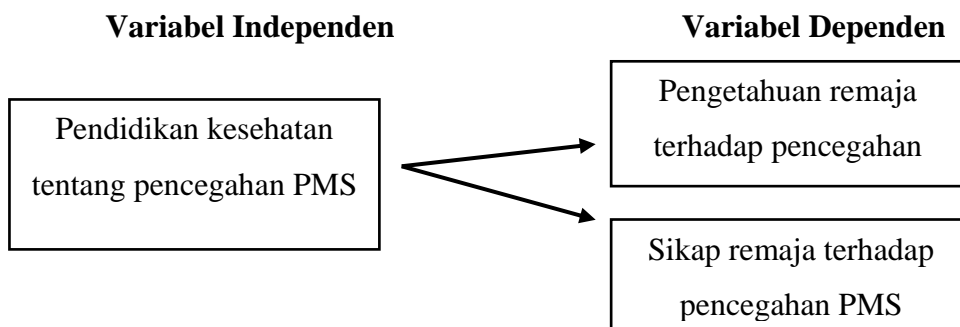 Variabel Independen
Variabel Dependen
Pendidikan kesehatan
tentang pencegahan PMS
Pengetahuan remaja
terhadap pencegahan
Sikap remaja terhadap
pencegahan PMS